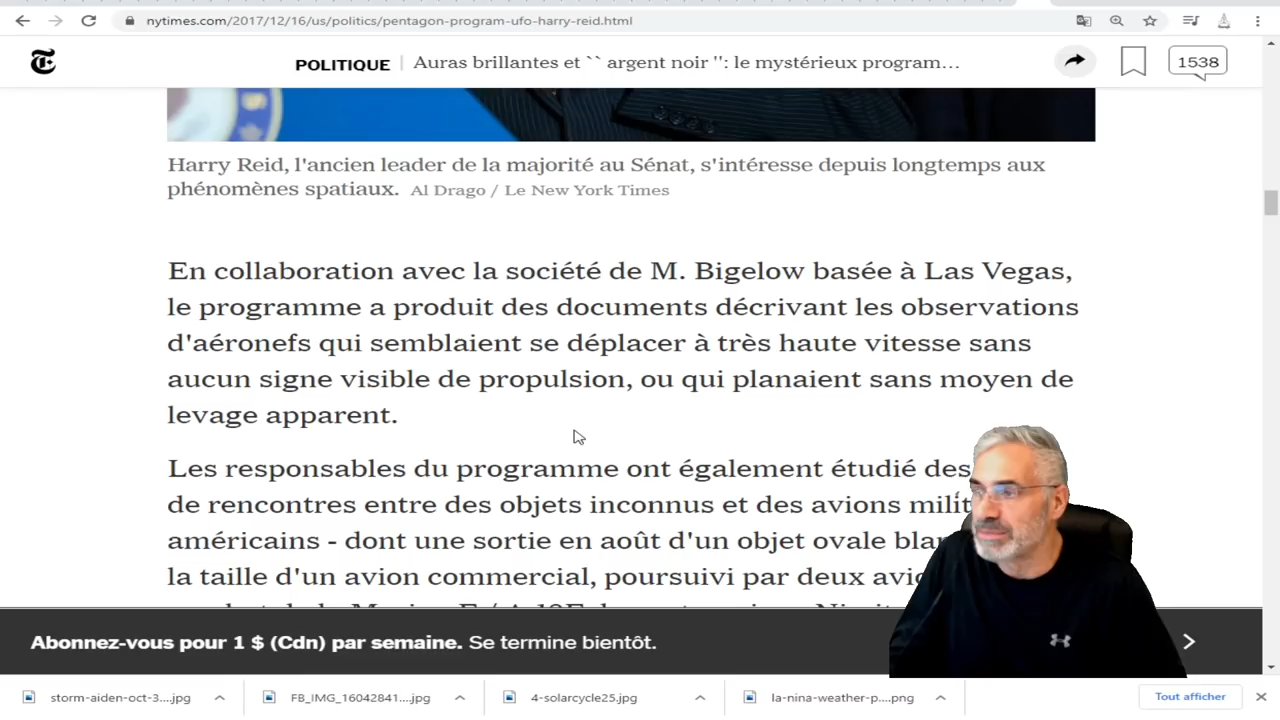 nytimes.com/2017/12/16/us/politics/pentagon-program-ufo-harry-reid.html
POLITIQUE | Auras brillantes et `` argent noir '': le mystérieux program…
1538
Harry Reid, l'ancien leader de la majorité au Sénat, s'intéresse depuis longtemps aux
phénomènes spatiaux. Al Drago / Le New York Times
En collaboration avec la société de M. Bigelow basée à Las Vegas,
le programme a produit des documents décrivant les observations
d'aéronefs qui semblaient se déplacer à très haute vitesse sans
aucun signe visible de propulsion, ou qui planaient sans moyen de
levage apparent.
Les responsables du programme ont également étudié des
de rencontres entre des objets inconnus et des avions
américains - dont une sortie en août d'un objet ovale
la taille d'un avion commercial, poursuivi par deux
Abonnez-vous pour 1 $ (Cdn) par semaine. Se termine bientôt.
storm-aiden-oct-3....jpg
FB_IMG_16042841....jpg
4-solarcycle25.jpg
la-nina-weather-p....png
Tout afficher